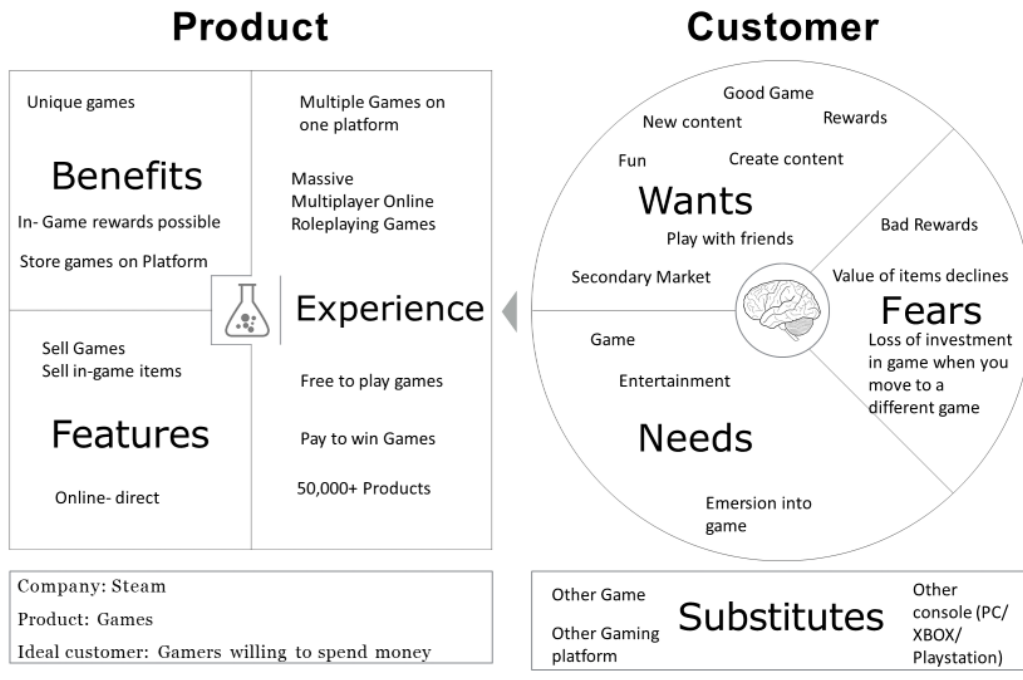 Product
Unique games
Benefits
In- Game rewards possible
Store games on Platform
Multiple Games on
one platform
Massive
Multiplayer Online
Roleplaying Games
Experience
Free to play games
Pay to win Games
50,000+ Products
Sell Games
Sell in-game items
Features
Online- direct
Company: Steam
Product: Games
Ideal customer: Gamers willing to spend money
Customer
Good Game
New content
Rewards
Fun
Create content
Wants
Play with friends
Secondary Market
Bad Rewards
Value of items declines
Fears
Loss of investment
in game when you
move to a
different game
Game
Entertainment
Needs
Emersion into
game
Other Game
Other Gaming
platform
Substitutes
Other
console (PC/
XBOX/
Playstation)